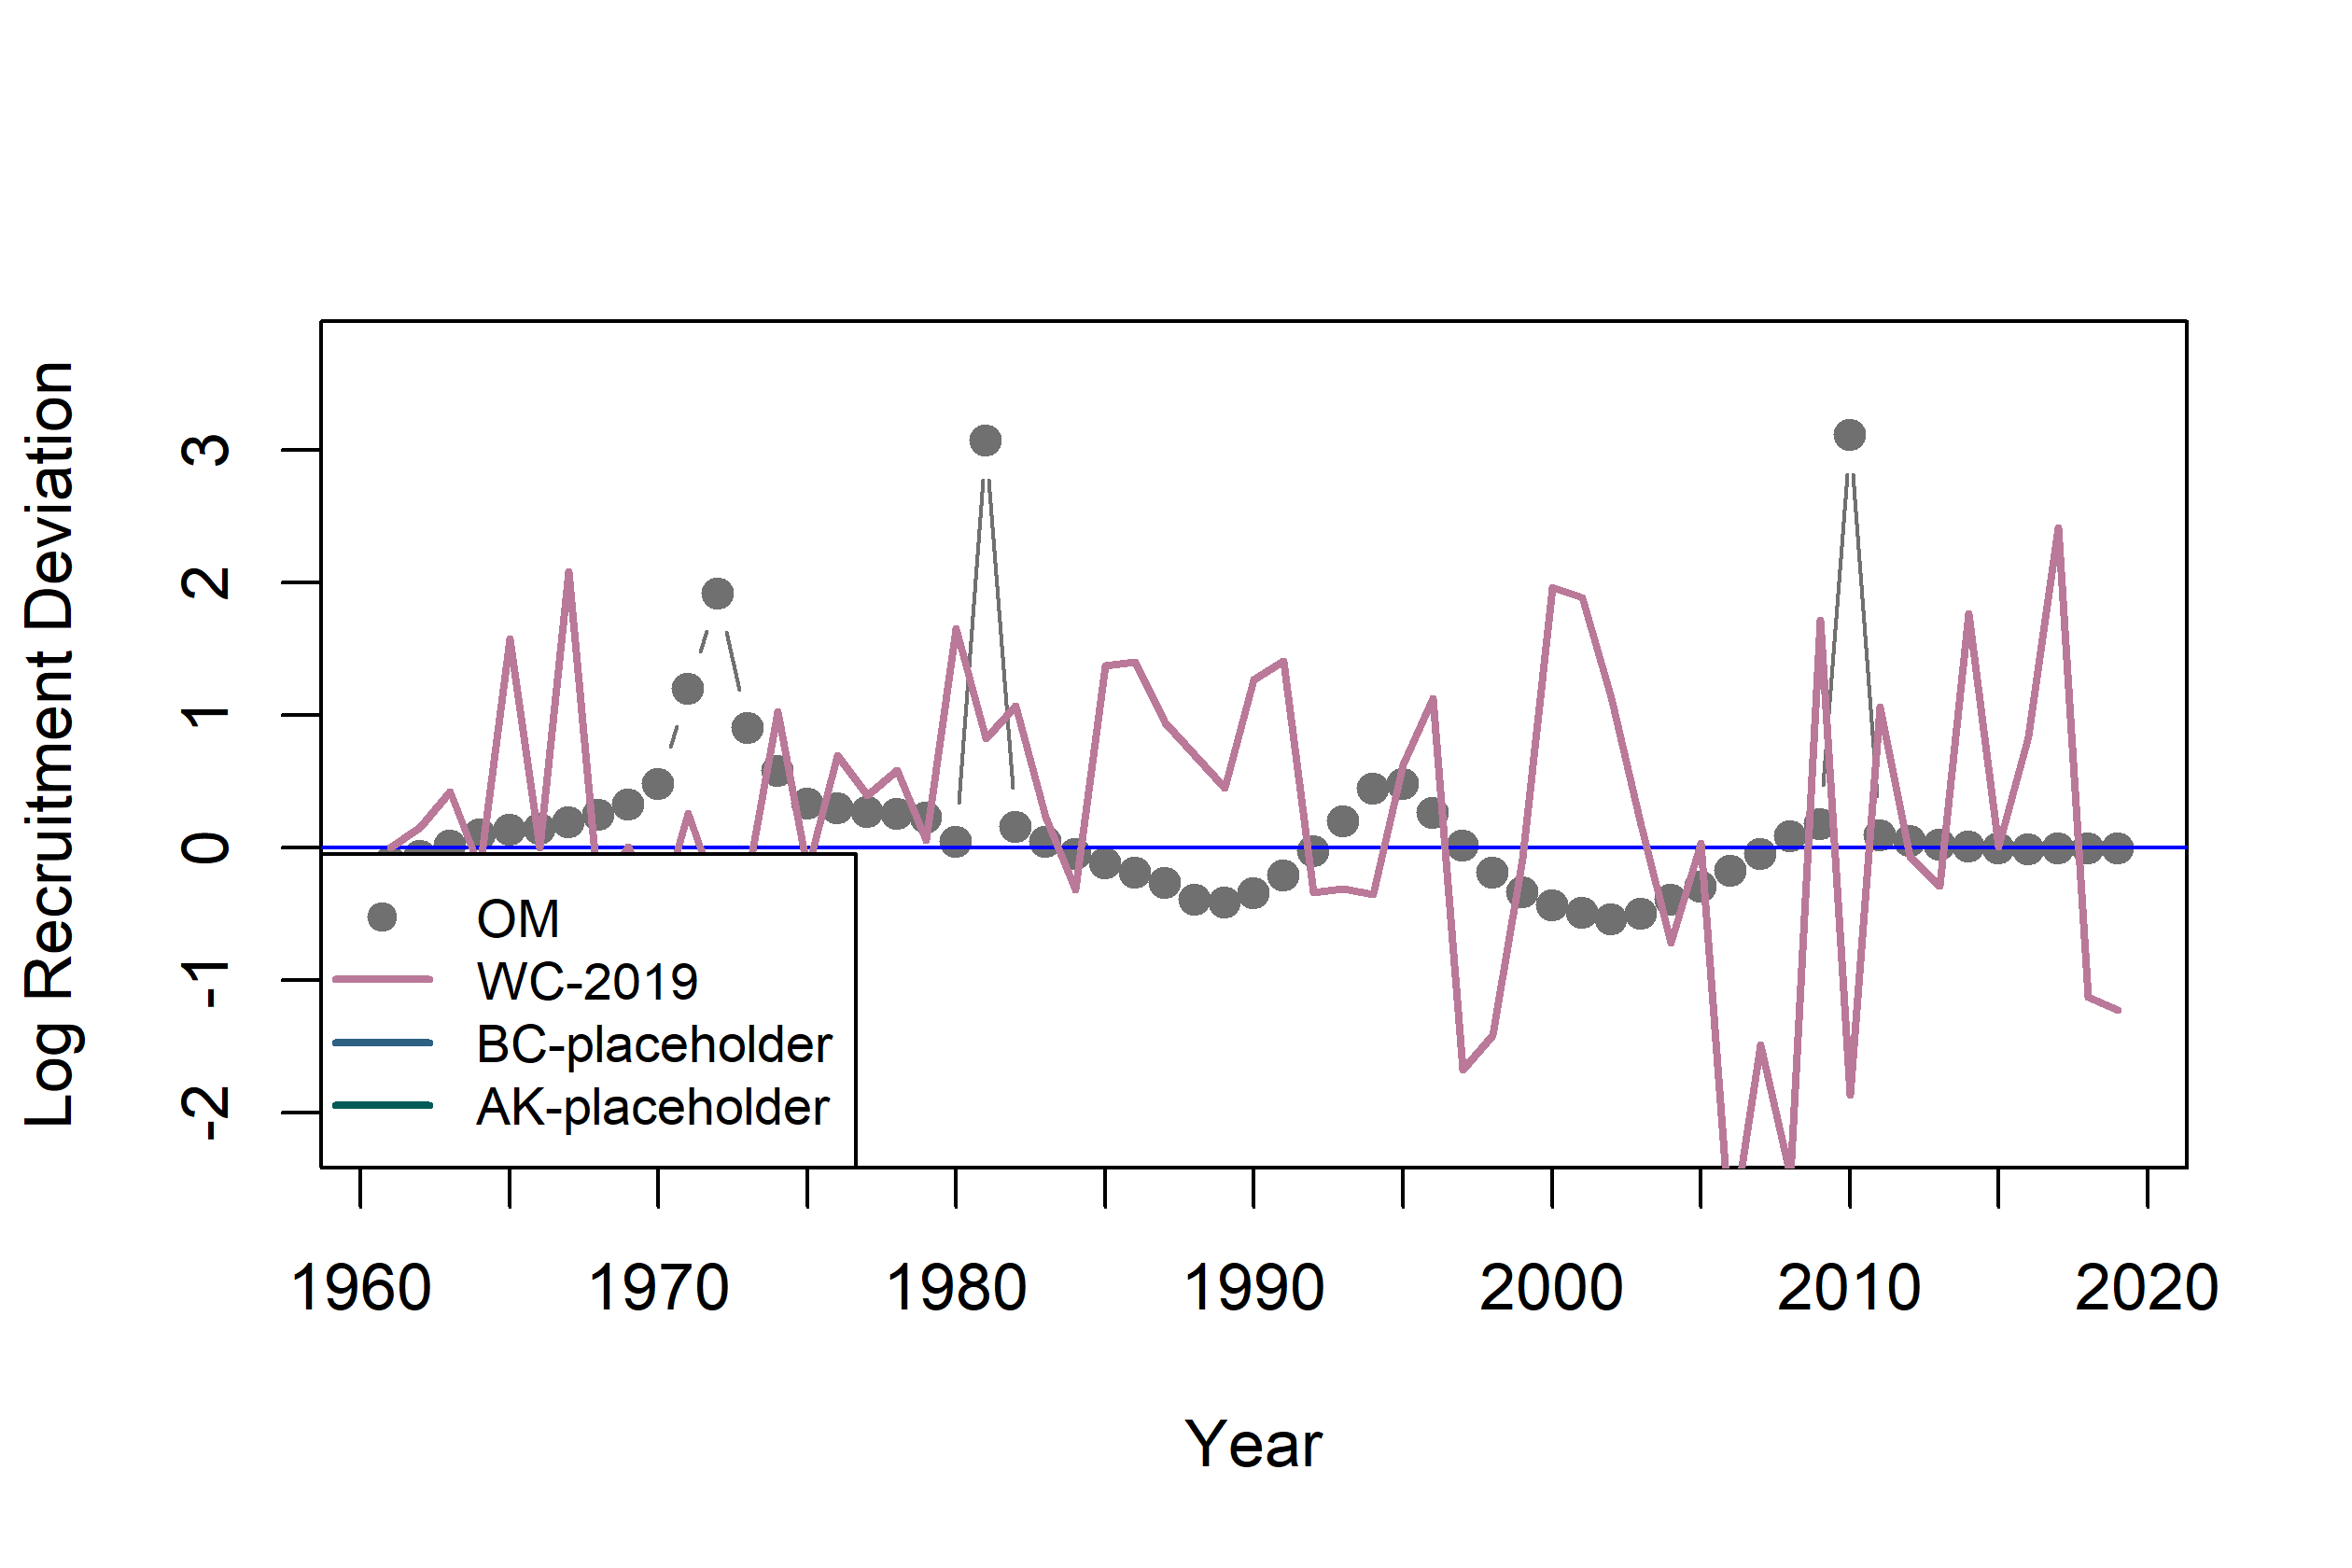 Log Recruitment Deviation
3
2
1
0
-1
-2
OM
WC-2019
BC-placeholder
AK-placeholder
1960 1970 1980 1990 2000 2010 2020
Year